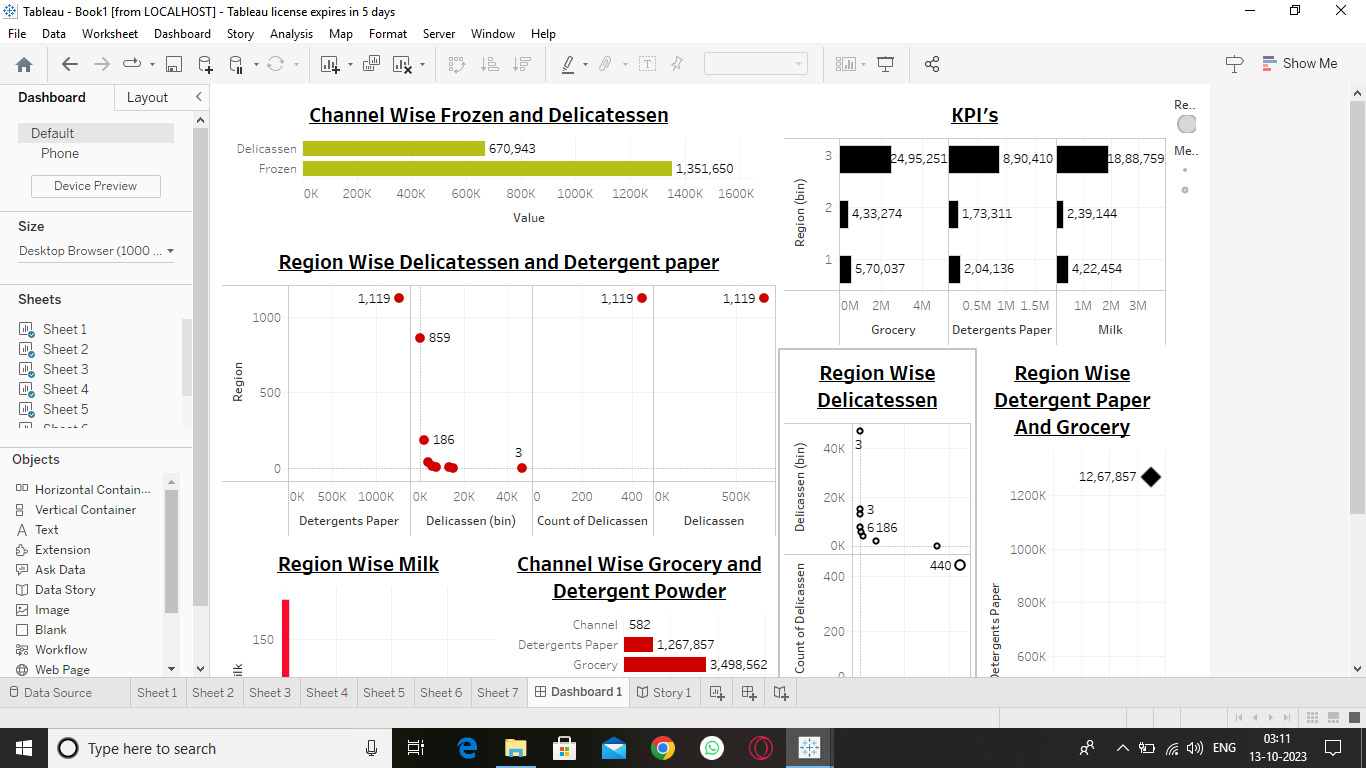 Tableau - Book1 [from LOCALHOST] - Tableau license expires in 5 days
File Data Worksheet Dashboard Story Analysis Map Format Server Window Help
Show Me
Dashboard Layout
Default
Phone
Device Preview
Size
Desktop Browser (1000 ...
Sheets
Sheet 1
Sheet 2
Sheet 3
Sheet 4
Sheet 5
Objects
Horizontal Contain...
Vertical Container
Text
Extension
Ask Data
Data Story
Image
Blank
Workflow
Web Page
Channel Wise Frozen and Delicatessen
Delicassen 670,943
Frozen 1,351,650
0K 200K 400K 600K 800K 1000K 1200K 1400K 1600K
Value
KPI’s
Re..
Me..
Region (bin)
3 24,95,251 8,90,410 18,88,759
2 4,33,274 1,73,311 2,39,144
1 5,70,037 2,04,136 4,22,454
0M 2M 4M 0.5M 1M 1.5M 1M 2M 3M
Grocery Detergents Paper Milk
Region Wise Delicatessen and Detergent paper
Region
1,119 1,119 1,119
1000
859
500
186
3
0
0K 500K 1000K 0K 20K 40K 0 200 400 0K 500K
Detergents Paper Delicassen (bin) Count of Delicassen Delicassen
Region Wise
Delicatessen
Delicassen (bin)
40K
3
20K
3
6 186
0K
Count of Delicassen
440
400
200
0
Region Wise
Detergent Paper
And Grocery
12,67,857
1200K
1000K
800K
600K
Detergents Paper
Region Wise Milk
150
Channel Wise Grocery and
Detergent Powder
Channel 582
Detergents Paper 1,267,857
Grocery 3,498,562
Data Source Sheet 1 Sheet 2 Sheet 3 Sheet 4 Sheet 5 Sheet 6 Sheet 7 Dashboard 1 Story 1
Type here to search
ENG
03:11
13-10-2023